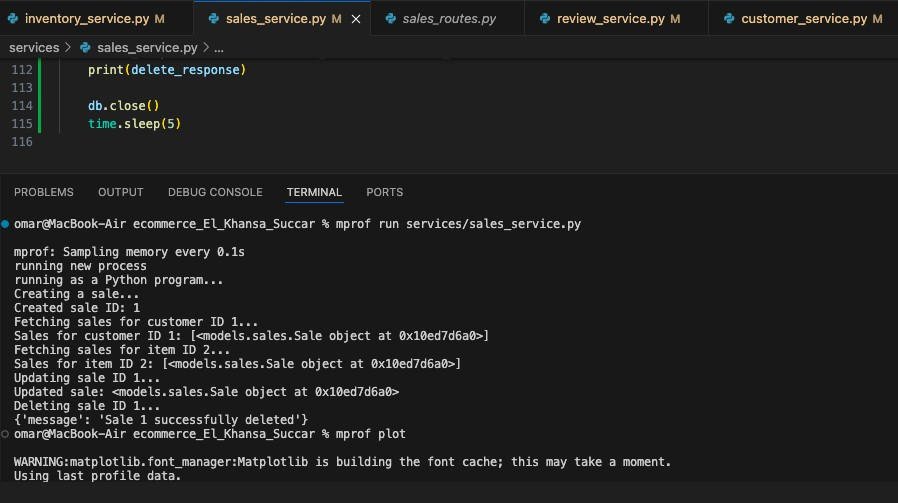 inventory_service.py M
sales_service.py M
sales_routes.py
review_service.py M
customer_service.py M
services > sales_service.py > ...
112 print(delete_response)
113
114 db.close()
115 time.sleep(5)
116
PROBLEMS OUTPUT DEBUG CONSOLE TERMINAL PORTS
omar@MacBook-Air ecommerce_El_Khansa_Succar % mprof run services/sales_service.py
mprof: Sampling memory every 0.1s
running new process
running as a Python program...
Creating a sale...
Created sale ID: 1
Fetching sales for customer ID 1...
Sales for customer ID 1: [<models.sales.Sale object at 0x10ed7d6a0>]
Fetching sales for item ID 2...
Sales for item ID 2: [<models.sales.Sale object at 0x10ed7d6a0>]
Updating sale ID 1...
Updated sale: <models.sales.Sale object at 0x10ed7d6a0>
Deleting sale ID 1...
{'message': 'Sale 1 successfully deleted'}
omar@MacBook-Air ecommerce_El_Khansa_Succar % mprof plot
WARNING:matplotlib.font_manager:Matplotlib is building the font cache; this may take a moment.
Using last profile data.